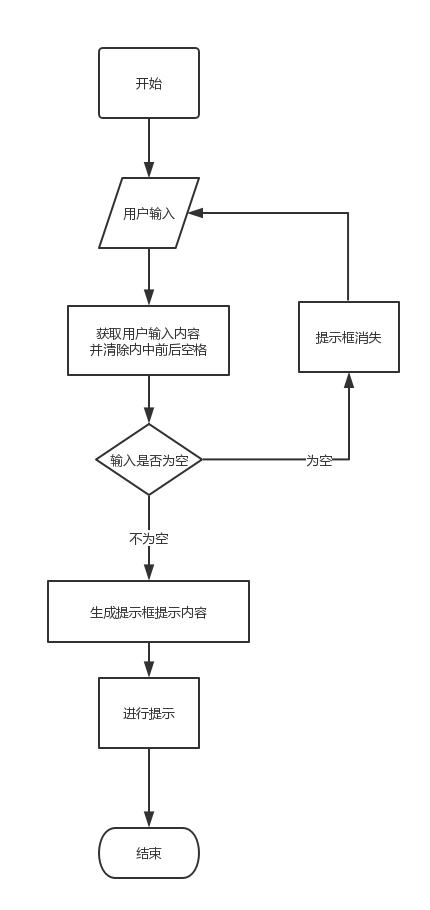 开始
用户输入
获取用户输入内容
并清除内中前后空格
提示框消失
输入是否为空
为空
不为空
生成提示框提示内容
进行提示
结束